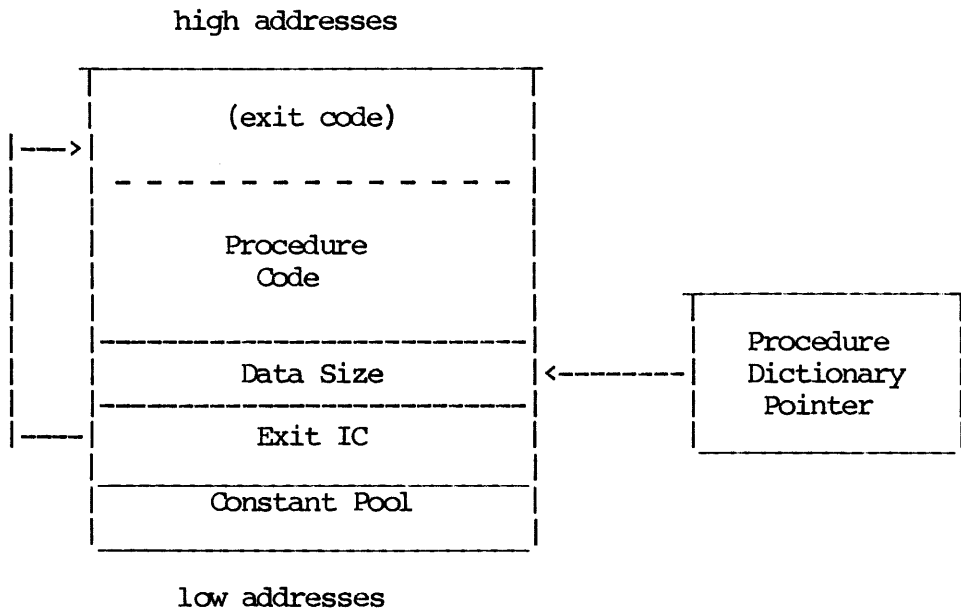 high addresses
(exit code)
Procedure
Code
Data Size
Exit IC
Constant Pool
low addresses
Procedure
Dictionary
Pointer